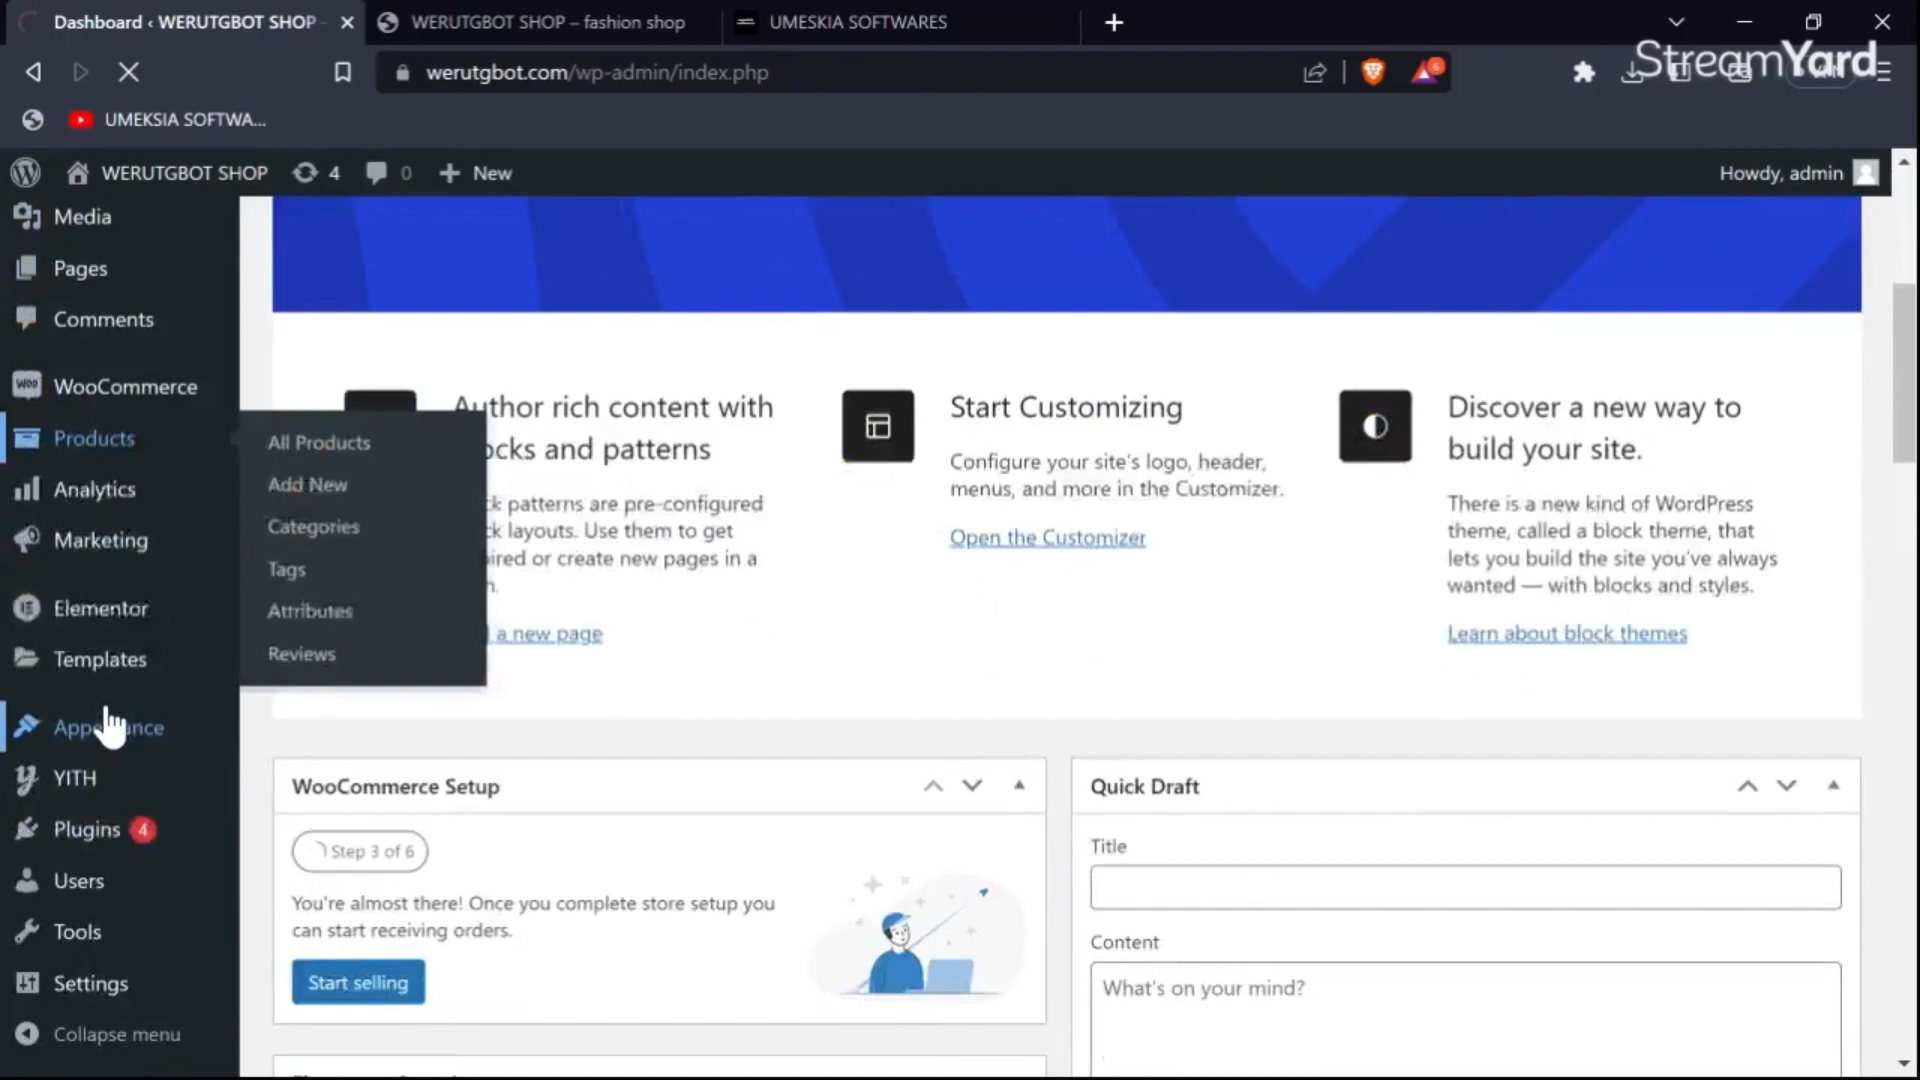 Dashboard ‹ WERUTGBOT SHOP -
WERUTGBOT SHOP – fashion shop
UMESKIA SOFTWARES
werutgbot.com/wp-admin/index.php
6
StreamYard
UMEKSIA SOFTWA...
WERUTGBOT SHOP
4
0
New
Howdy, admin
Media
Pages
Comments
WooCommerce
Products
Analytics
Marketing
Elementor
Templates
Appearance
YITH
Plugins 4
Users
Tools
Settings
Collapse menu
All Products
Add New
Categories
Tags
Attributes
Reviews
Author rich content with
ocks and patterns
ck patterns are pre-configured
ck layouts. Use them to get
ired or create new pages in a
n.
a new page
Start Customizing
Configure your site's logo, header,
menus, and more in the Customizer.
Open the Customizer
Discover a new way to
build your site.
There is a new kind of WordPress
theme, called a block theme, that
lets you build the site you've always
wanted — with blocks and styles.
Learn about block themes
WooCommerce Setup
Step 3 of 6
You're almost there! Once you complete store setup you
can start receiving orders.
Start selling
Quick Draft
Title
Content
What's on your mind?